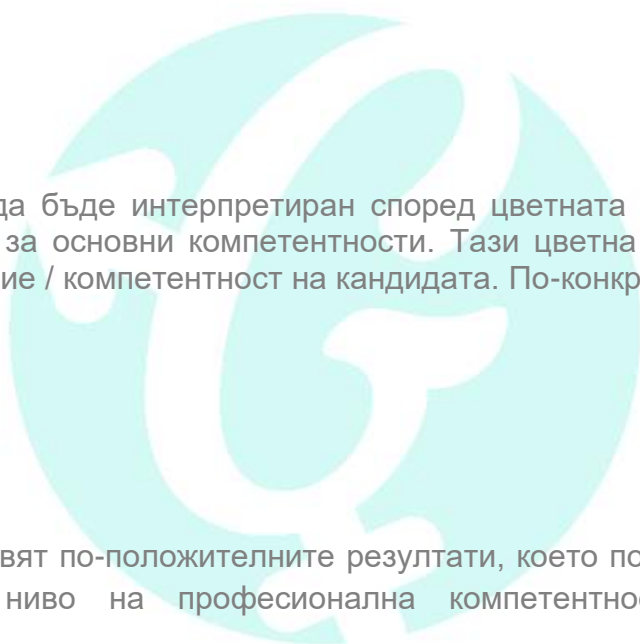 да бъде интерпретиран според цветната
за основни компетентности. Тази цветна
ие / компетентност на кандидата. По-конкр
вят по-положителните резултати, което по
ниво на професионална компетентно